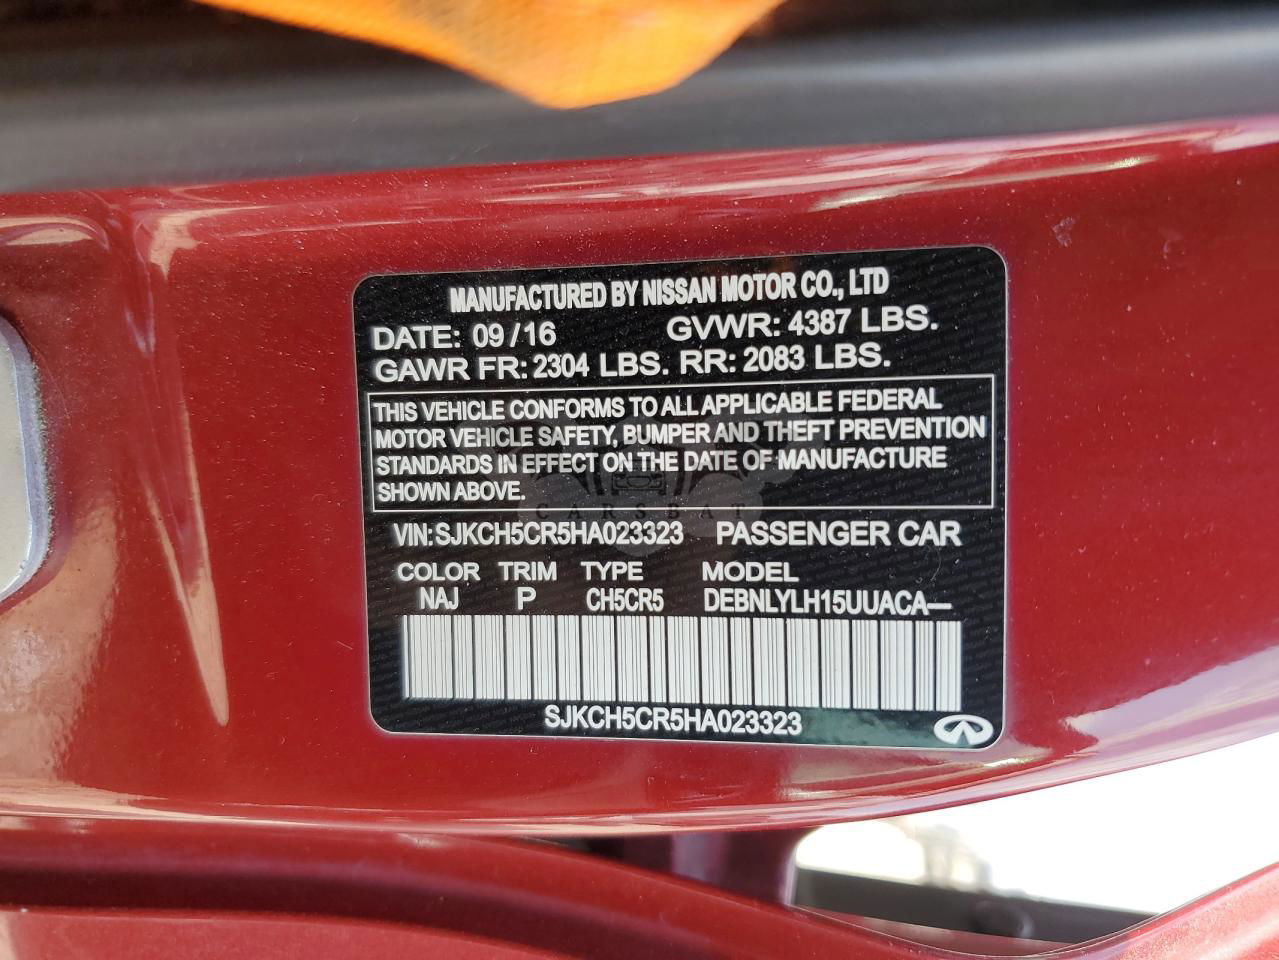 MANUFACTURED BY NISSAN MOTOR CO., LTD
DATE: 09/16 GVWR: 4387 LBS.
GAWR FR: 2304 LBS. RR: 2083 LBS.
THIS VEHICLE CONFORMS TO ALL APPLICABLE FEDERAL
MOTOR VEHICLE SAFETY, BUMPER AND THEFT PREVENTION
STANDARDS IN EFFECT ON THE DATE OF MANUFACTURE
SHOWN ABOVE.
CARSBAT
VIN: SJKCH5CR5HA023323 PASSENGER CAR
COLOR TRIM TYPE MODEL
NAJ P CH5CR5 DEBNLYLH15UUACA—
SJKCH5CR5HA023323